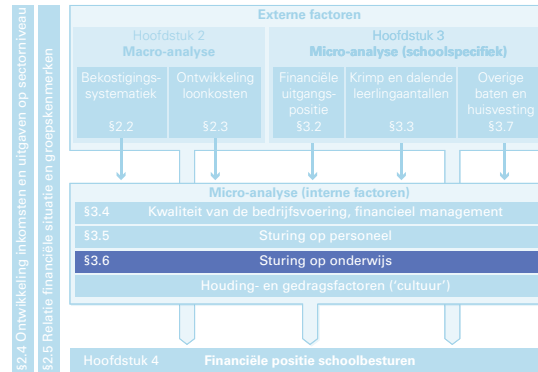 §2.4 Ontwikkeling inkomsten en uitgaven op sectorniveau
§2.5 Relatie financiële situatie en groepskenmerken
Externe factoren
Hoofdstuk 2
Macro-analyse
Hoofdstuk 3
Micro-analyse (schoolspecifiek)
Bekostigings-
systematiek
§2.2
Ontwikkeling
loonkosten
§2.3
Financiële
uitgangs-
positie
§3.2
Krimp en dalende
leerlingaantallen
§3.3
Overige
baten en
huisvesting
§3.7
Micro-analyse (interne factoren)
§3.4 Kwaliteit van de bedrijfsvoering, financieel management
§3.5 Sturing op personeel
§3.6 Sturing op onderwijs
Houding- en gedragsfactoren (‘cultuur’)
Hoofdstuk 4 Financiële positie schoolbesturen